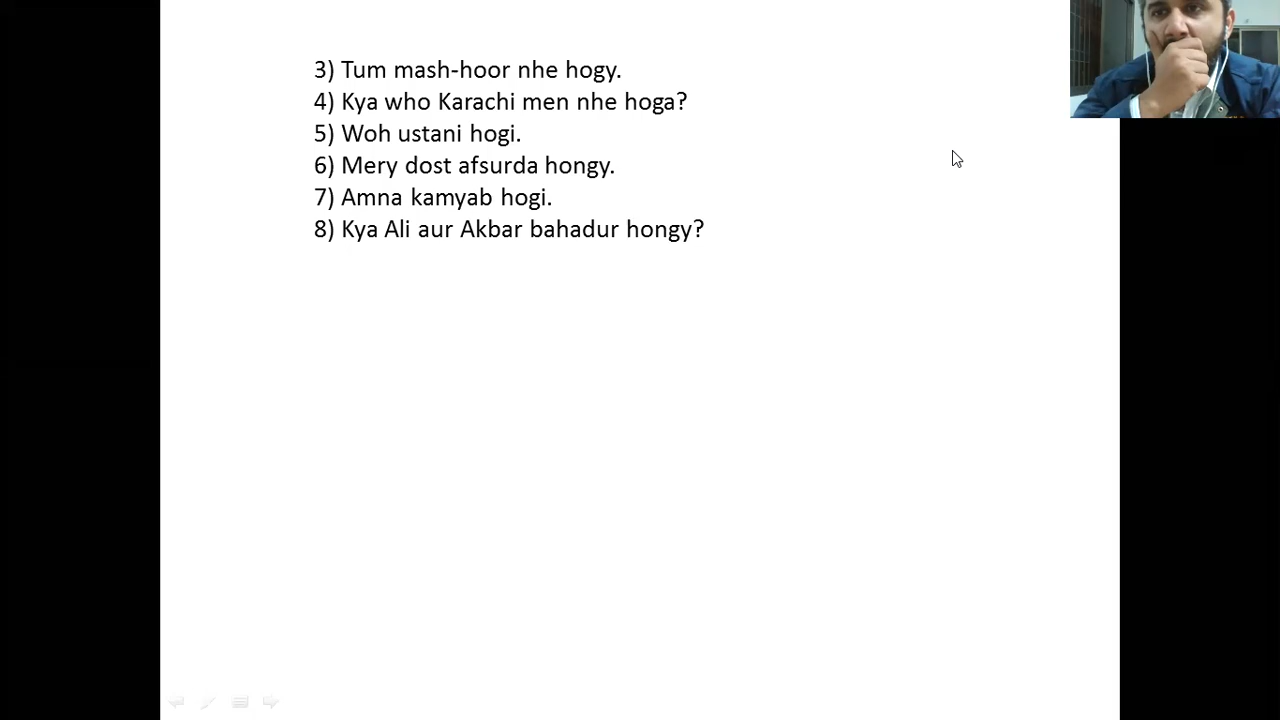 3) Tum mash-hoor nhe hogy.
4) Kya who Karachi men nhe hoga?
5) Woh ustani hogi.
6) Mery dost afsurda hongy.
7) Amna kamyab hogi.
8) Kya Ali aur Akbar bahadur hongy?